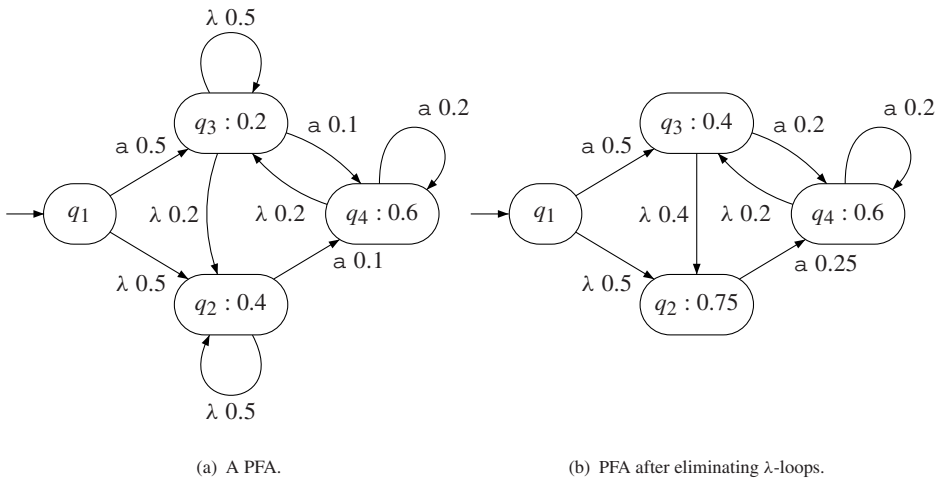 λ 0.5
q₃ : 0.2
a 0.1
a 0.2
a 0.5
q₁
λ 0.2
λ 0.2
q₄ : 0.6
λ 0.5
a 0.1
q₂ : 0.4
λ 0.5
(a) A PFA.
q₃ : 0.4
a 0.2
a 0.2
a 0.5
q₁
λ 0.4
λ 0.2
q₄ : 0.6
λ 0.5
a 0.25
q₂ : 0.75
(b) PFA after eliminating λ-loops.